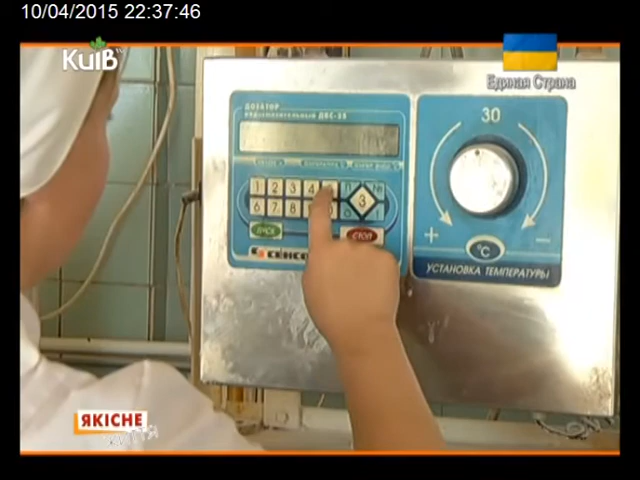 10/04/2015 22:37:46
КиїВ
Единая Страна
ДОЗАТОР
ДВС-25
30
1 2 3 4
3
6 7 8
ПУСК
СТОП
+ °C −
УСТАНОВКА ТЕМПЕРАТУРЫ
ЯКІСНЕ
ЖИТТЯ